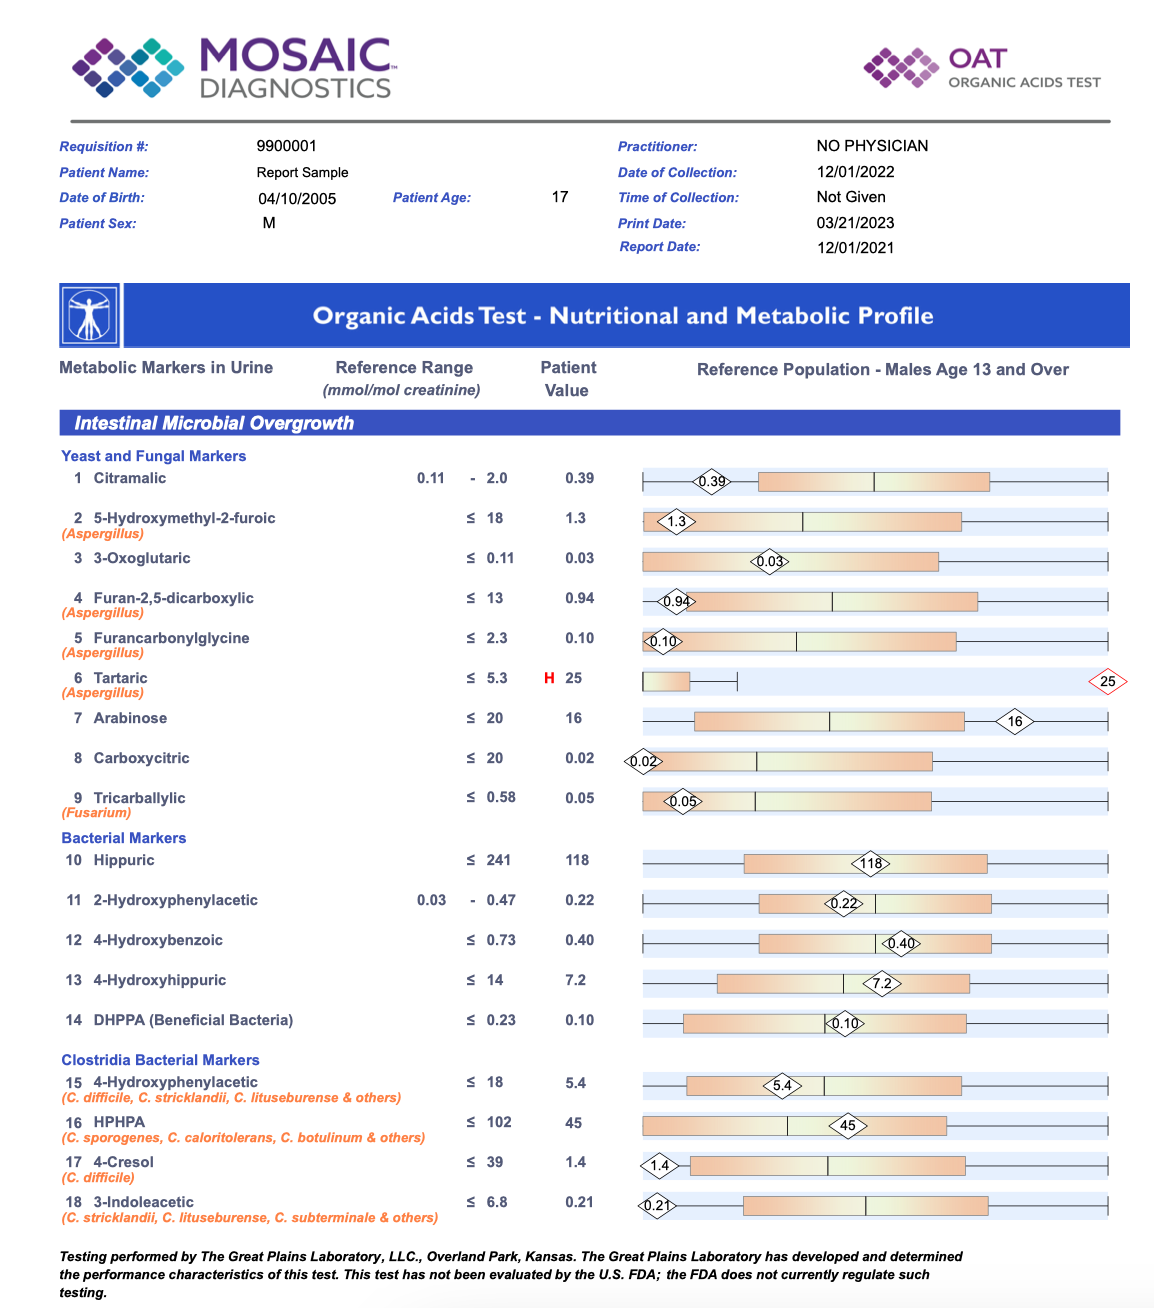 MOSAIC™
DIAGNOSTICS
OAT
ORGANIC ACIDS TEST
Requisition #: 9900001 Practitioner: NO PHYSICIAN
Patient Name: Report Sample Date of Collection: 12/01/2022
Date of Birth: 04/10/2005 Patient Age: 17 Time of Collection: Not Given
Patient Sex: M Print Date: 03/21/2023
Report Date: 12/01/2021
Organic Acids Test - Nutritional and Metabolic Profile
Metabolic Markers in Urine Reference Range Patient Reference Population - Males Age 13 and Over
(mmol/mol creatinine) Value
Intestinal Microbial Overgrowth
Yeast and Fungal Markers
1 Citramalic 0.11 - 2.0 0.39 0.39
2 5-Hydroxymethyl-2-furoic ≤ 18 1.3 1.3
(Aspergillus)
3 3-Oxoglutaric ≤ 0.11 0.03 0.03
4 Furan-2,5-dicarboxylic ≤ 13 0.94 0.94
(Aspergillus)
5 Furancarbonylglycine ≤ 2.3 0.10 0.10
(Aspergillus)
6 Tartaric ≤ 5.3 H 25 25
(Aspergillus)
7 Arabinose ≤ 20 16 16
8 Carboxycitric ≤ 20 0.02 0.02
9 Tricarballylic ≤ 0.58 0.05 0.05
(Fusarium)
Bacterial Markers
10 Hippuric ≤ 241 118 118
11 2-Hydroxyphenylacetic 0.03 - 0.47 0.22 0.22
12 4-Hydroxybenzoic ≤ 0.73 0.40 0.40
13 4-Hydroxyhippuric ≤ 14 7.2 7.2
14 DHPPA (Beneficial Bacteria) ≤ 0.23 0.10 0.10
Clostridia Bacterial Markers
15 4-Hydroxyphenylacetic ≤ 18 5.4 5.4
(C. difficile, C. stricklandii, C. lituseburense & others)
16 HPHPA ≤ 102 45 45
(C. sporogenes, C. caloritolerans, C. botulinum & others)
17 4-Cresol ≤ 39 1.4 1.4
(C. difficile)
18 3-Indoleacetic ≤ 6.8 0.21 0.21
(C. stricklandii, C. lituseburense, C. subterminale & others)
Testing performed by The Great Plains Laboratory, LLC., Overland Park, Kansas. The Great Plains Laboratory has developed and determined
the performance characteristics of this test. This test has not been evaluated by the U.S. FDA; the FDA does not currently regulate such
testing.